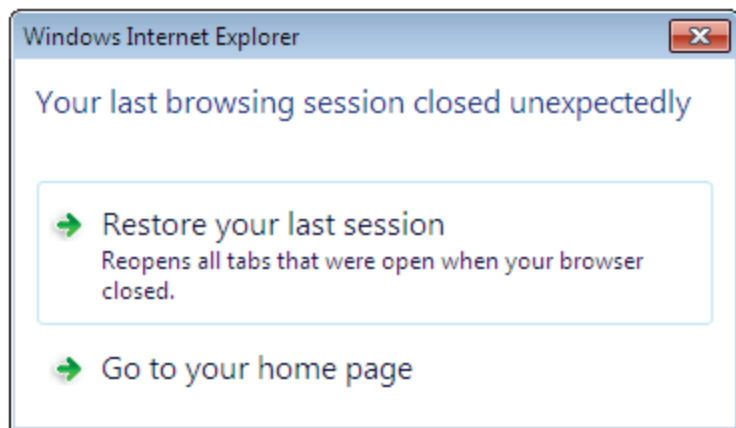 Windows Internet Explorer
Your last browsing session closed unexpectedly
Restore your last session
Reopens all tabs that were open when your browser
closed.
Go to your home page